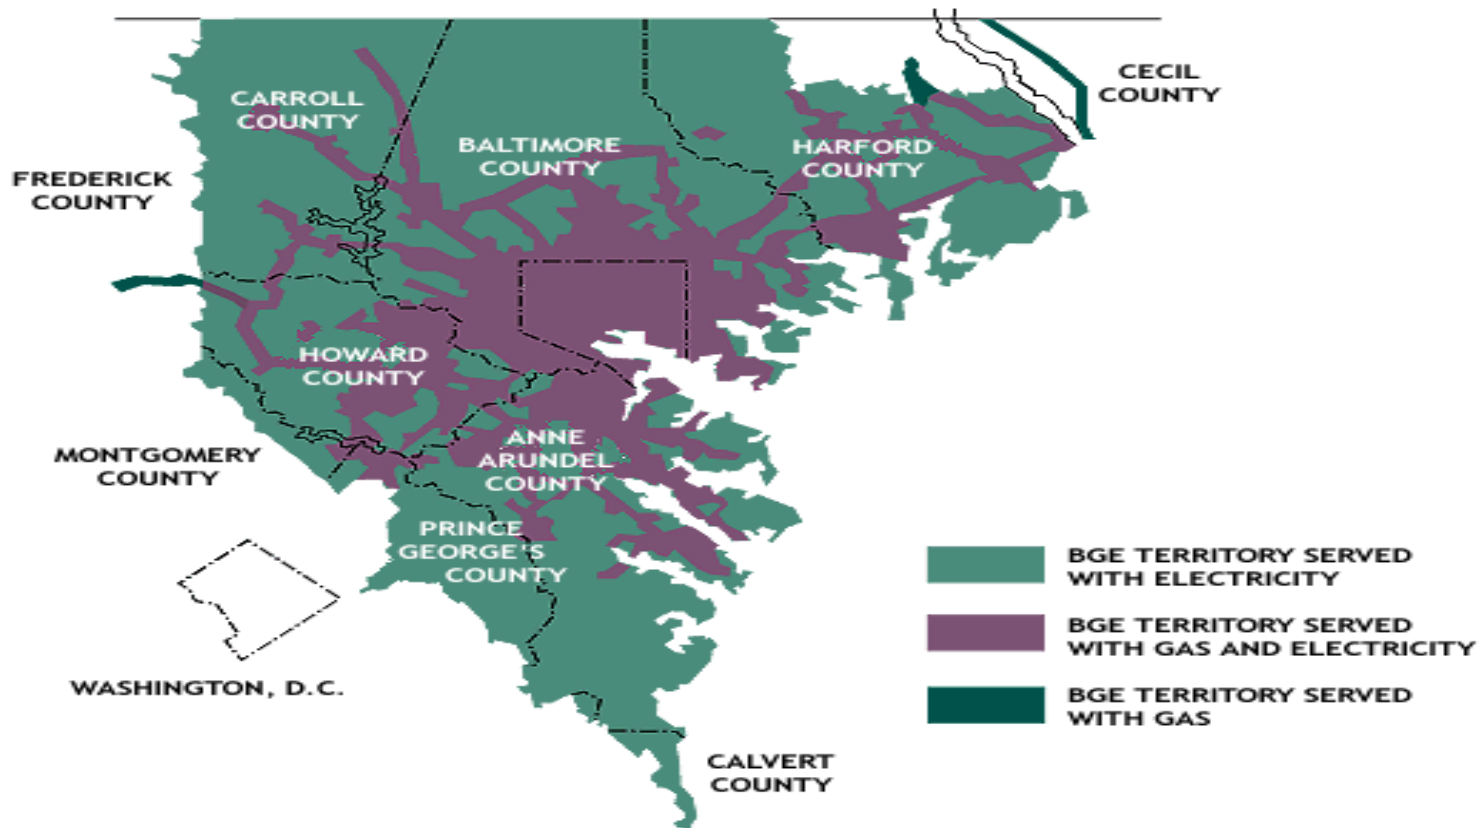 CECIL
COUNTY
CARROLL
COUNTY
BALTIMORE
COUNTY
HARFORD
COUNTY
FREDERICK
COUNTY
HOWARD
COUNTY
MONTGOMERY
COUNTY
ANNE
ARUNDEL
COUNTY
PRINCE
GEORGE'S
COUNTY
WASHINGTON, D.C.
CALVERT
COUNTY
BGE TERRITORY SERVED
WITH ELECTRICITY
BGE TERRITORY SERVED
WITH GAS AND ELECTRICITY
BGE TERRITORY SERVED
WITH GAS